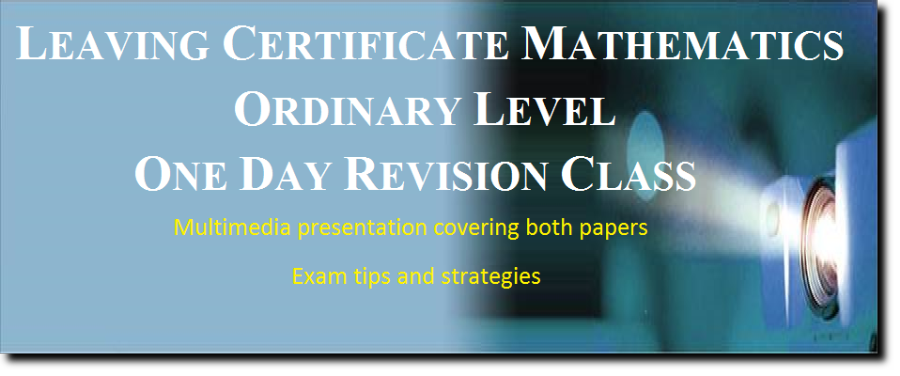 LEAVING CERTIFICATE MATHEMATICS
ORDINARY LEVEL
ONE DAY REVISION CLASS
Multimedia presentation covering both papers
Exam tips and strategies